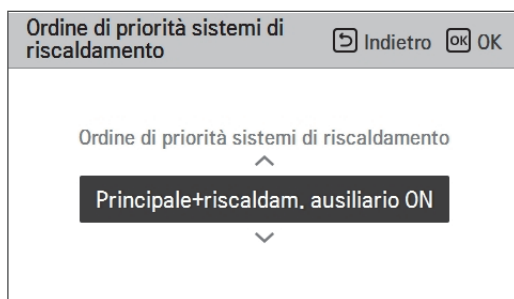 Ordine di priorità sistemi di
riscaldamento
Indietro OK OK
Ordine di priorità sistemi di riscaldamento
Principale+riscaldam. ausiliario ON